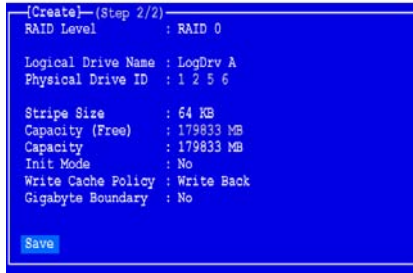 [Create]—(Step 2/2)
RAID Level : RAID 0
Logical Drive Name : LogDrv A
Physical Drive ID : 1 2 5 6
Stripe Size : 64 KB
Capacity (Free) : 179833 MB
Capacity : 179833 MB
Init Mode : No
Write Cache Policy : Write Back
Gigabyte Boundary : No
Save